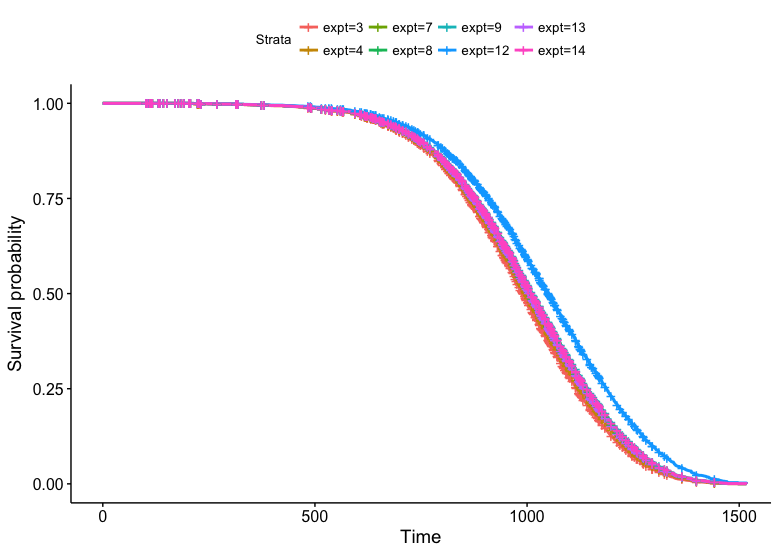 Strata expt=3 expt=7 expt=9 expt=13
expt=4 expt=8 expt=12 expt=14
1.00
0.75
0.50
0.25
0.00
Survival probability
0 500 1000 1500
Time